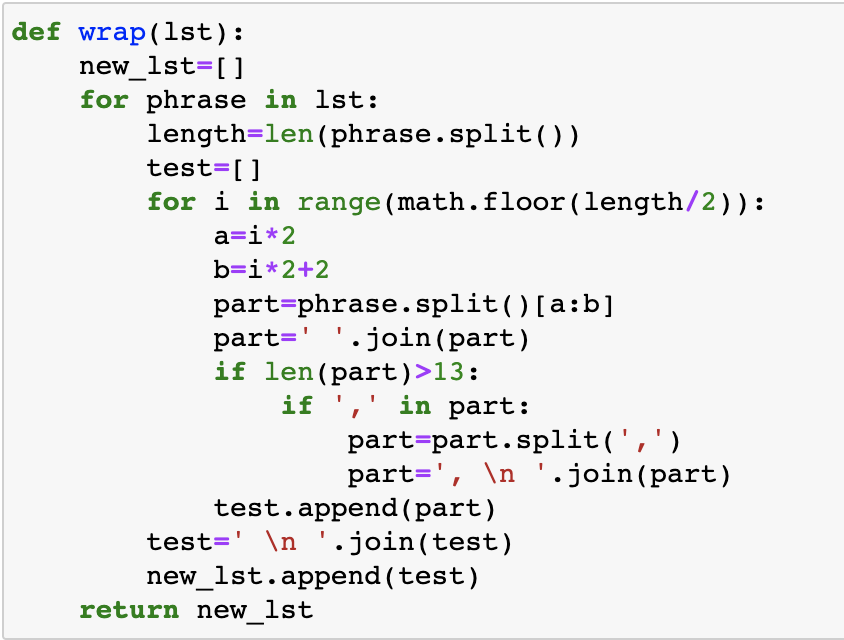 def wrap(lst):
    new_lst=[]
    for phrase in lst:
        length=len(phrase.split())
        test=[]
        for i in range(math.floor(length/2)):
            a=i*2
            b=i*2+2
            part=phrase.split()[a:b]
            part=' '.join(part)
            if len(part)>13:
                if ',' in part:
                    part=part.split(',')
                    part=', \n '.join(part)
            test.append(part)
        test=' \n '.join(test)
        new_lst.append(test)
    return new_lst